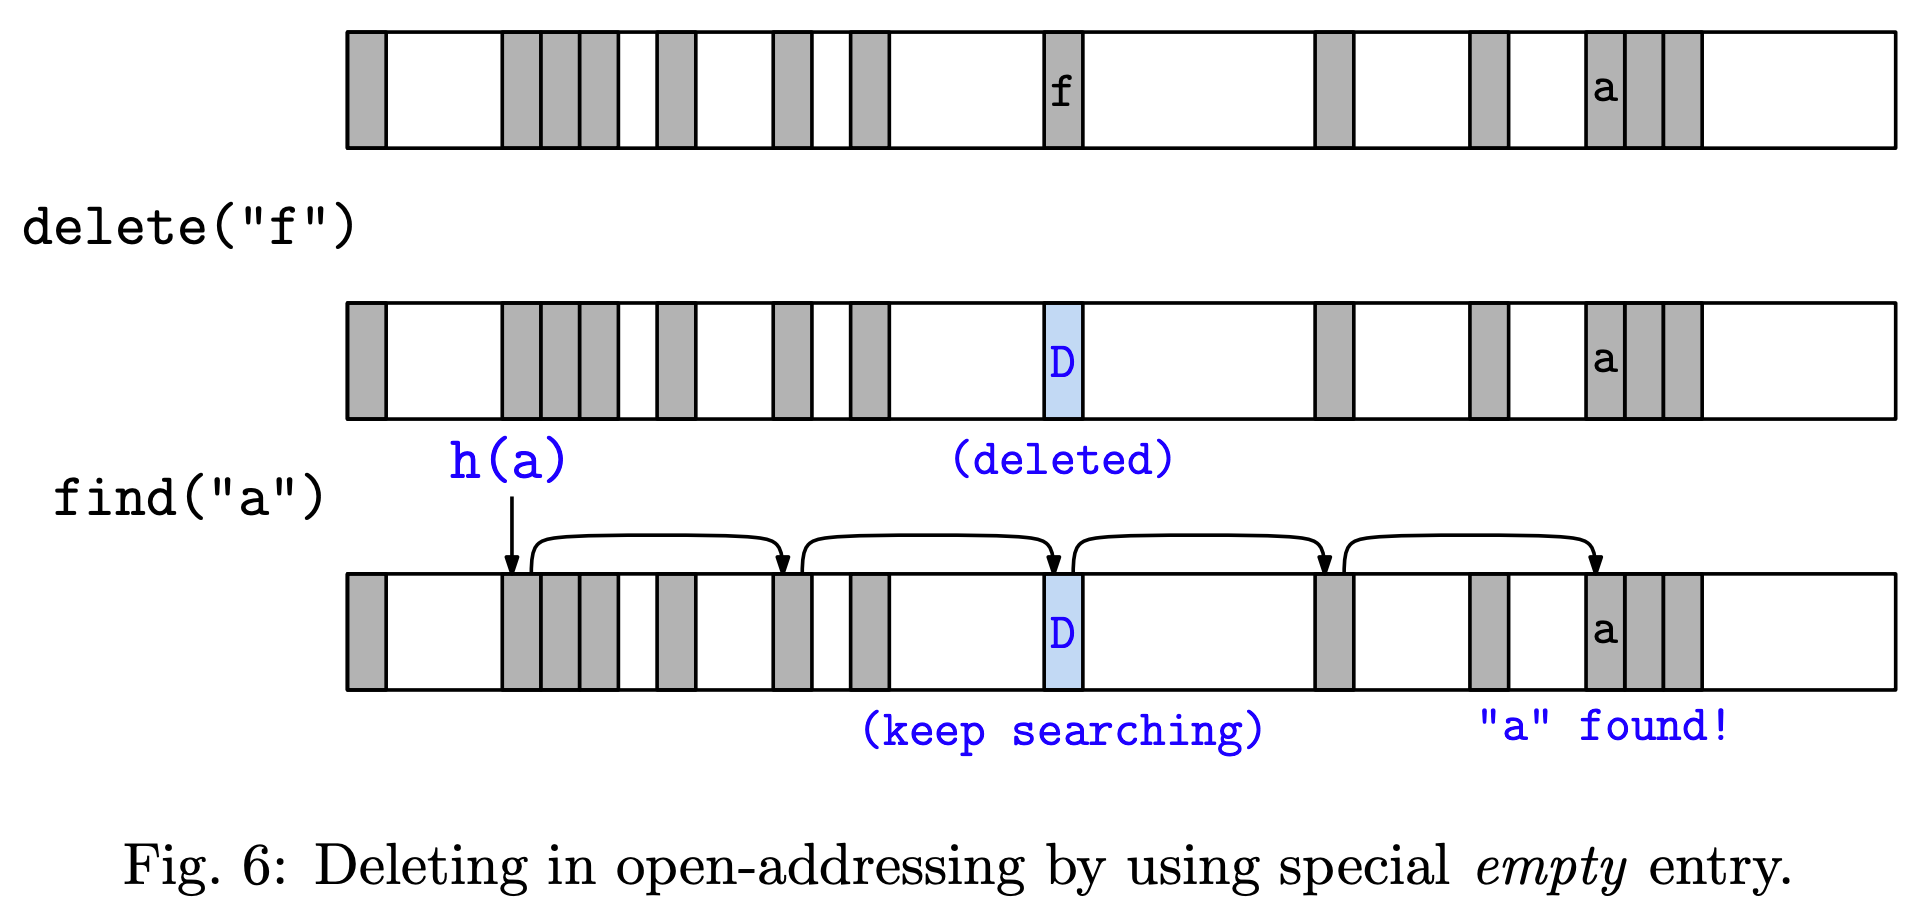 f a
delete("f")
D a
h(a) (deleted)
find("a")
D a
(keep searching) "a" found!
Fig. 6: Deleting in open-addressing by using special empty entry.